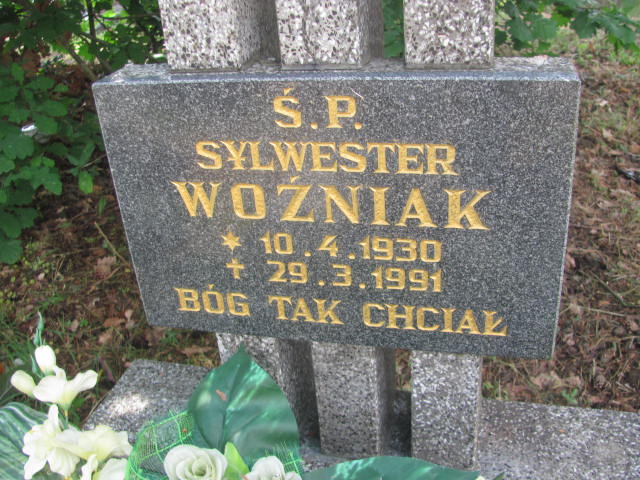 Ś.P.
SYLWESTER
WOŹNIAK
* 10.4.1930
✝ 29.3.1991
BÓG TAK CHCIAŁ